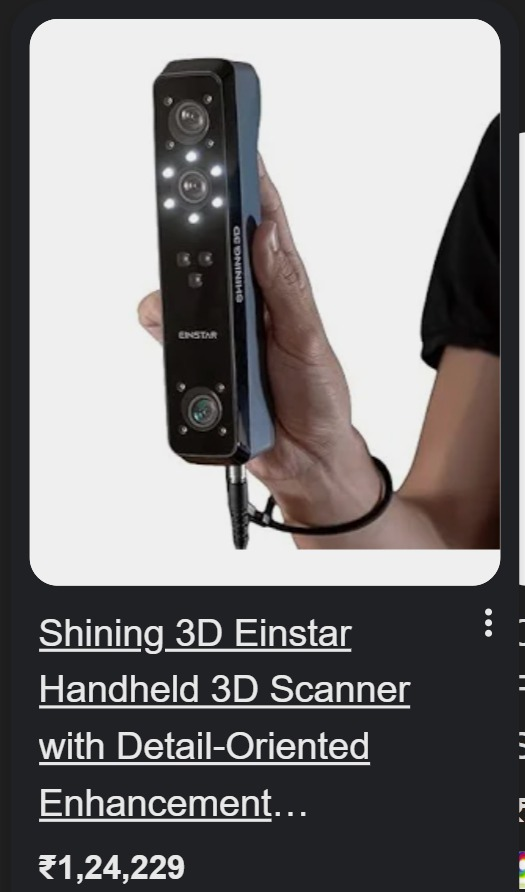 SHINING 3D
EINSTAR
Shining 3D Einstar
Handheld 3D Scanner
with Detail-Oriented
Enhancement...
₹1,24,229